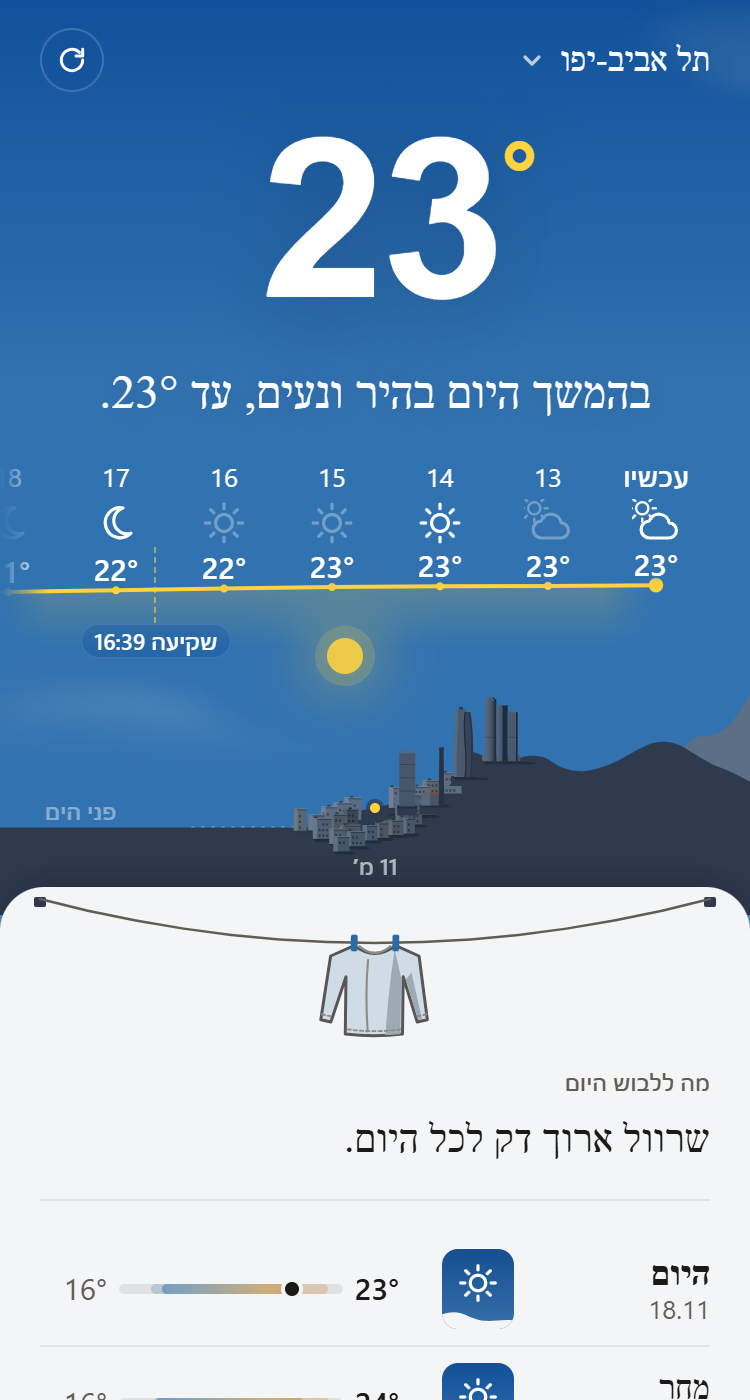 תל אביב-יפו
23°
בהמשך היום בהיר ונעים, עד 23°.
עכשיו 13 14 15 16 17
23° 23° 23° 23° 22° 22°
שקיעה 16:39
פני הים
11 מ׳
מה ללבוש היום
שרוול ארוך דק לכל היום.
היום
18.11
23° 16°
מחר